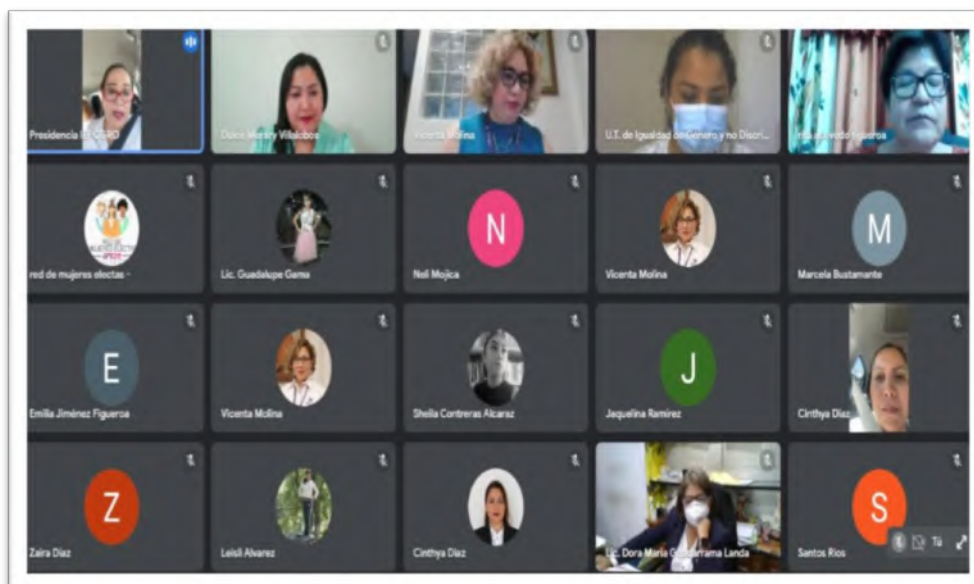 Presidencia
Dulce Villalobos
Vicenta Molina
U.T. de Igualdad de Género y no Discri...
red de mujeres electas -
Lic. Guadalupe Gama
N
Noli Mojica
Vicenta Molina
M
Marcela Bustamante
E
Emilia Jiménez Figueroa
Vicenta Molina
Sheila Contreras Alcaraz
J
Jaquelina Ramírez
Cinthya Díaz
Z
Zaira Díaz
Leisli Alvarez
Cinthya Díaz
Lic. Dora María Landa
S
Santos Rios
Tú